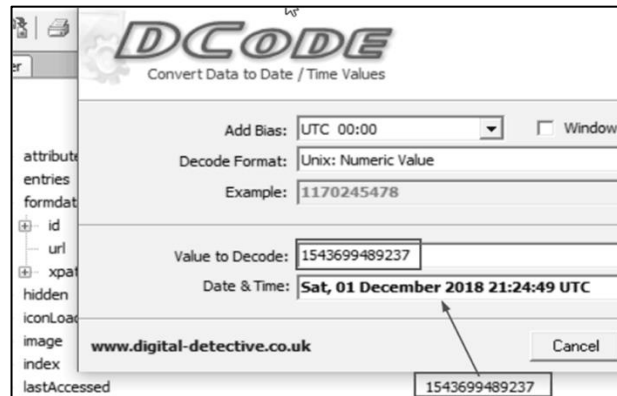 er
DCODE
Convert Data to Date / Time Values
Add Bias: UTC 00:00 Window
Decode Format: Unix: Numeric Value
Example: 1170245478
attribute
entries
formdat
id
url
xpat
Value to Decode: 1543699489237
Date & Time: Sat, 01 December 2018 21:24:49 UTC
hidden
iconLoad
image
www.digital-detective.co.uk Cancel
index
lastAccessed 1543699489237